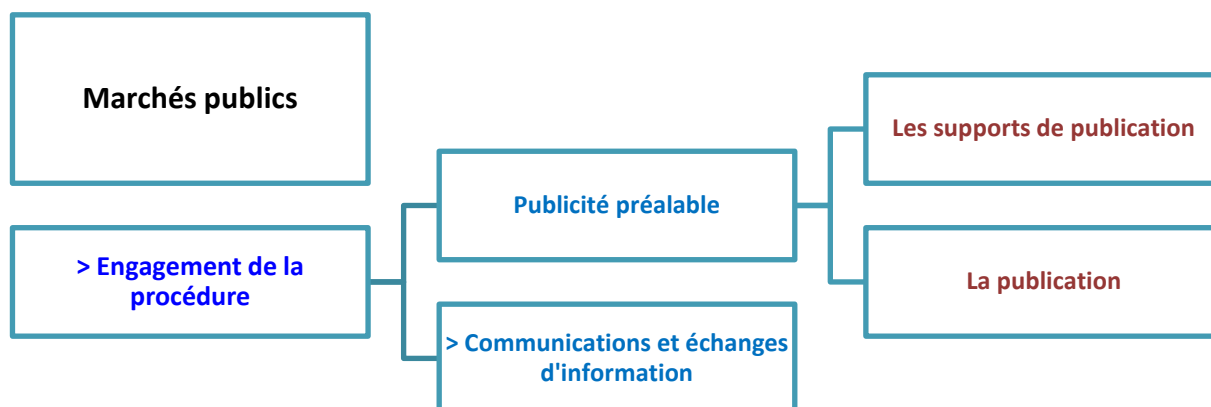 Marchés publics
> Engagement de la
procédure
Publicité préalable
> Communications et échanges
d'information
Les supports de publication
La publication